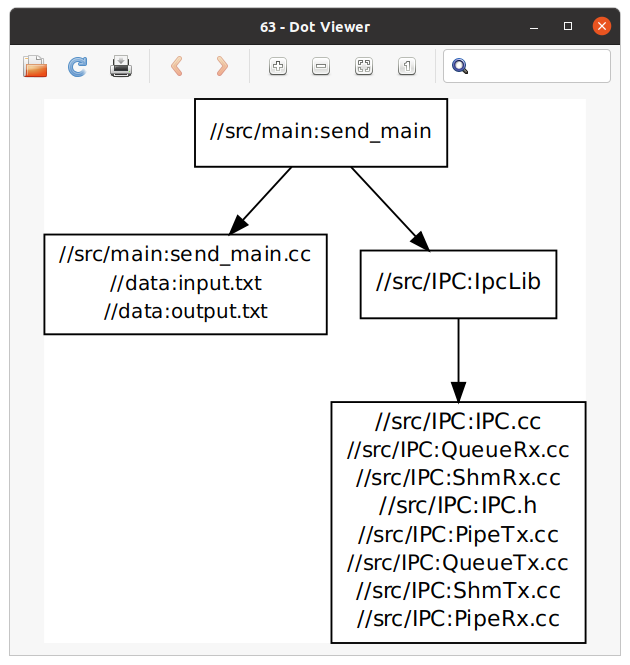 63 - Dot Viewer
//src/main:send_main
//src/main:send_main.cc
//data:input.txt
//data:output.txt
//src/IPC:IpcLib
//src/IPC:IPC.cc
//src/IPC:QueueRx.cc
//src/IPC:ShmRx.cc
//src/IPC:IPC.h
//src/IPC:PipeTx.cc
//src/IPC:QueueTx.cc
//src/IPC:ShmTx.cc
//src/IPC:PipeRx.cc